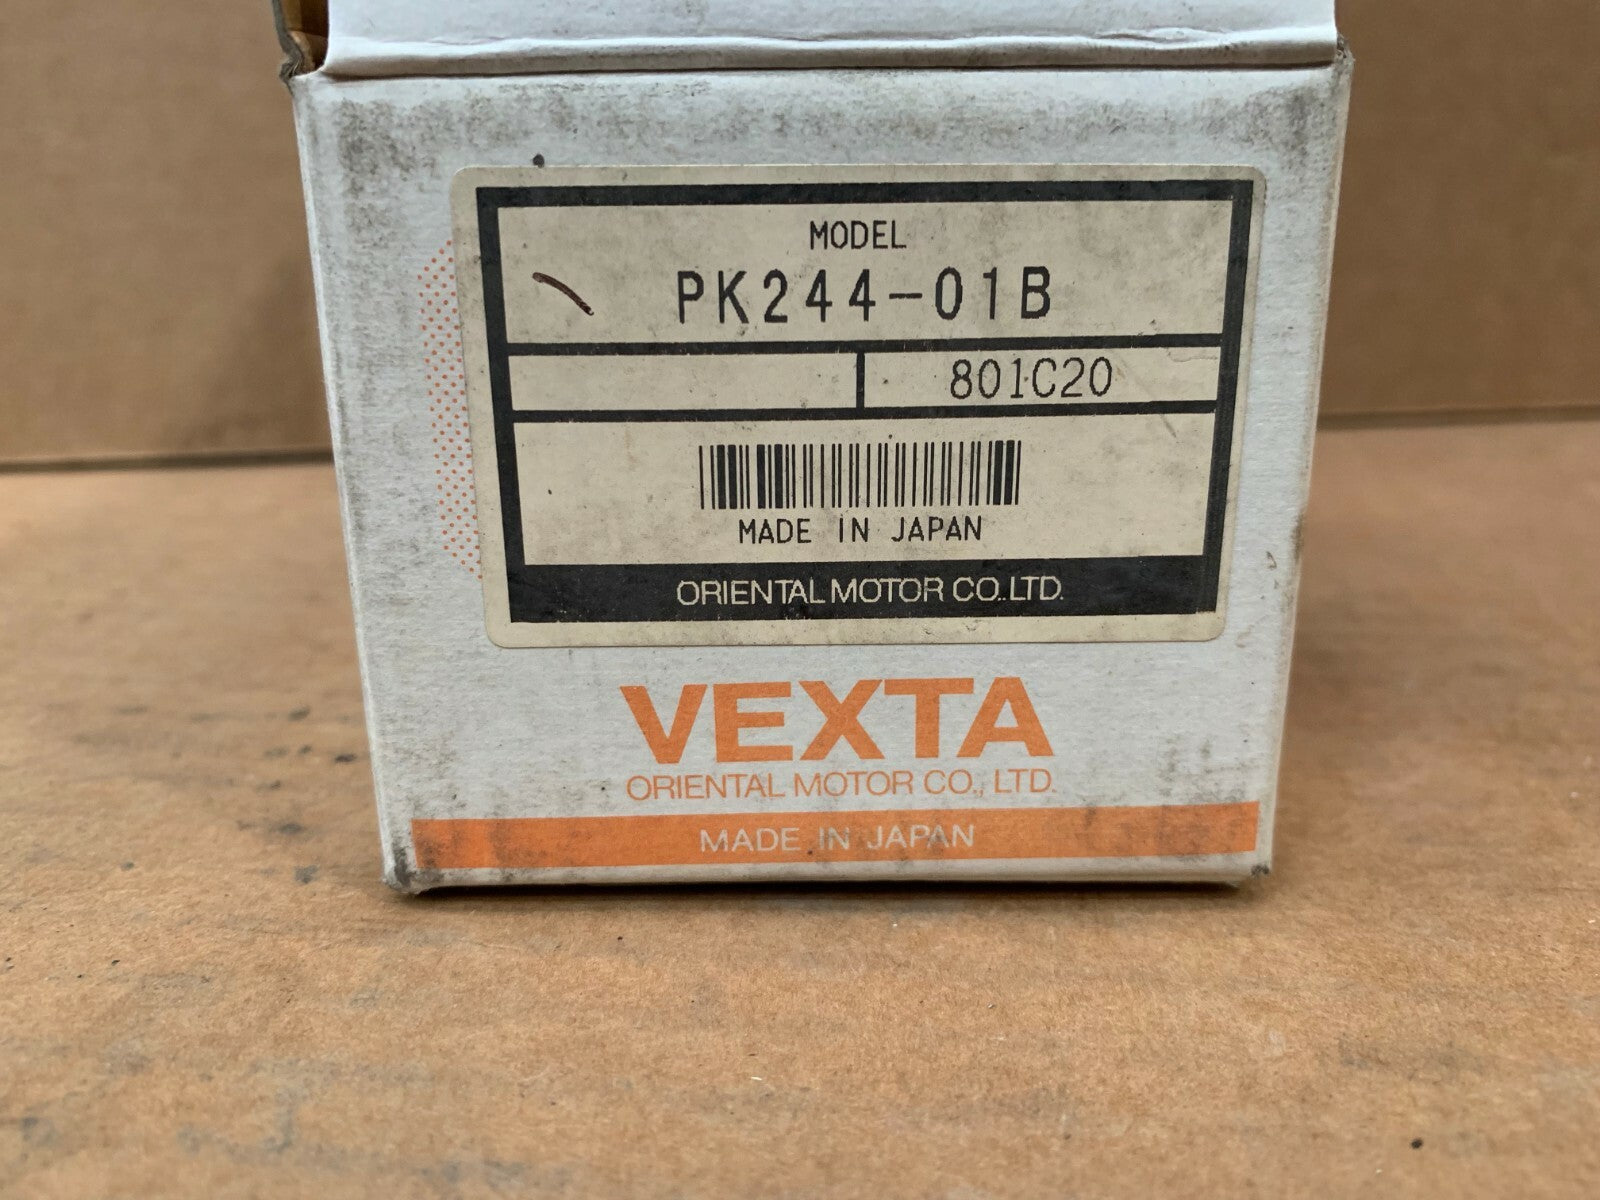 MODEL
PK244-01B
801C20
MADE IN JAPAN
ORIENTAL MOTOR CO.,LTD.
VEXTA
ORIENTAL MOTOR CO., LTD.
MADE IN JAPAN